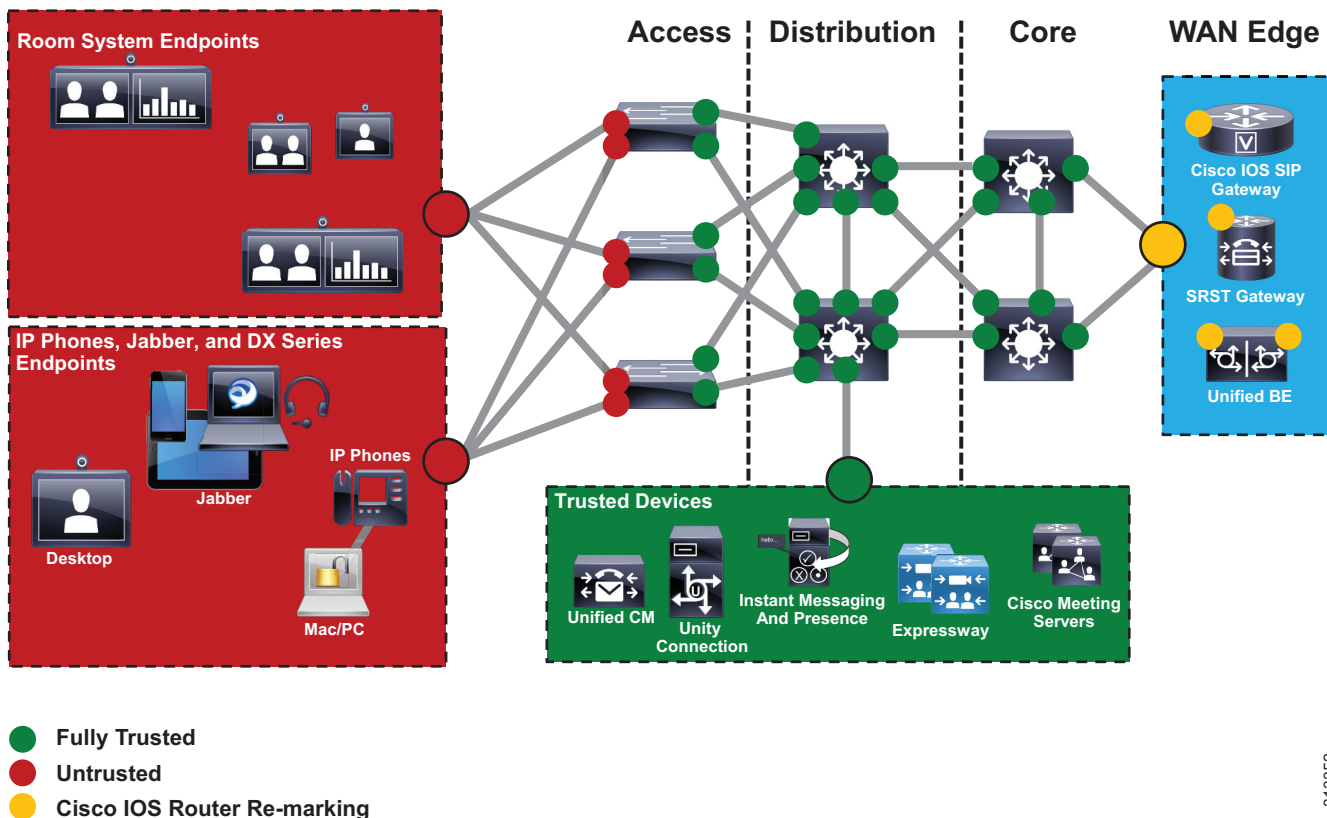 Access
Distribution
Core
WAN Edge
Room System Endpoints
Cisco IOS SIP
Gateway
SRST Gateway
Unified BE
IP Phones, Jabber, and DX Series
Endpoints
IP Phones
Jabber
Desktop
Mac/PC
Trusted Devices
hello...
Unified CM
U
Unity
Connection
Instant Messaging
And Presence
Expressway
Cisco Meeting
Servers
V
Fully Trusted
Untrusted
Cisco IOS Router Re-marking